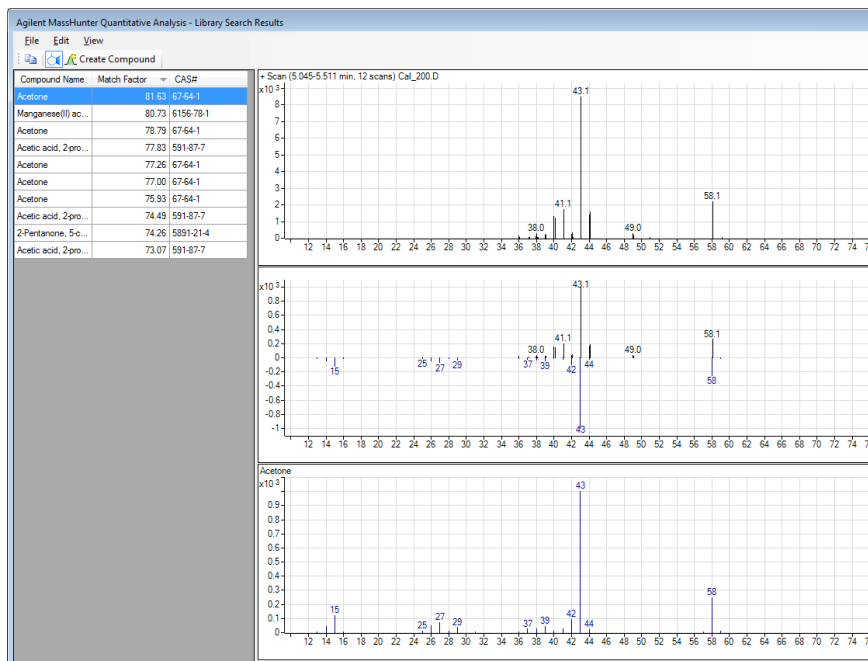 Agilent MassHunter Quantitative Analysis - Library Search Results
File Edit View
Create Compound
Compound Name Match Factor CAS#
Acetone 81.63 67-64-1
Manganese(II) ac... 80.73 6156-78-1
Acetone 78.79 67-64-1
Acetic acid, 2-pro... 77.83 591-87-7
Acetone 77.26 67-64-1
Acetone 77.00 67-64-1
Acetone 75.93 67-64-1
Acetic acid, 2-pro... 74.49 591-87-7
2-Pentanone, 5-c... 74.26 5891-21-4
Acetic acid, 2-pro... 73.07 591-87-7
+ Scan (5.045-5.511 min, 12 scans) Cal_200.D
x10 3
43.1
8
7
6
5
4
3
58.1
2
41.1
1
38.0
49.0
0
12 14 16 18 20 22 24 26 28 30 32 34 36 38 40 42 44 46 48 50 52 54 56 58 60 62 64 66 68 70 72 74 76
x10 3
43.1
0.8
0.6
0.4
58.1
0.2
41.1
38.0
49.0
0
15 25 27 29 37 39 42 44 58
-0.2
-0.4
-0.6
-0.8
-1
43
12 14 16 18 20 22 24 26 28 30 32 34 36 38 40 42 44 46 48 50 52 54 56 58 60 62 64 66 68 70 72 74 76
Acetone
x10 3
43
0.9
0.8
0.7
0.6
0.5
0.4
0.3
58
0.2
15
0.1
25 27 29 37 39 42 44
0
12 14 16 18 20 22 24 26 28 30 32 34 36 38 40 42 44 46 48 50 52 54 56 58 60 62 64 66 68 70 72 74 76